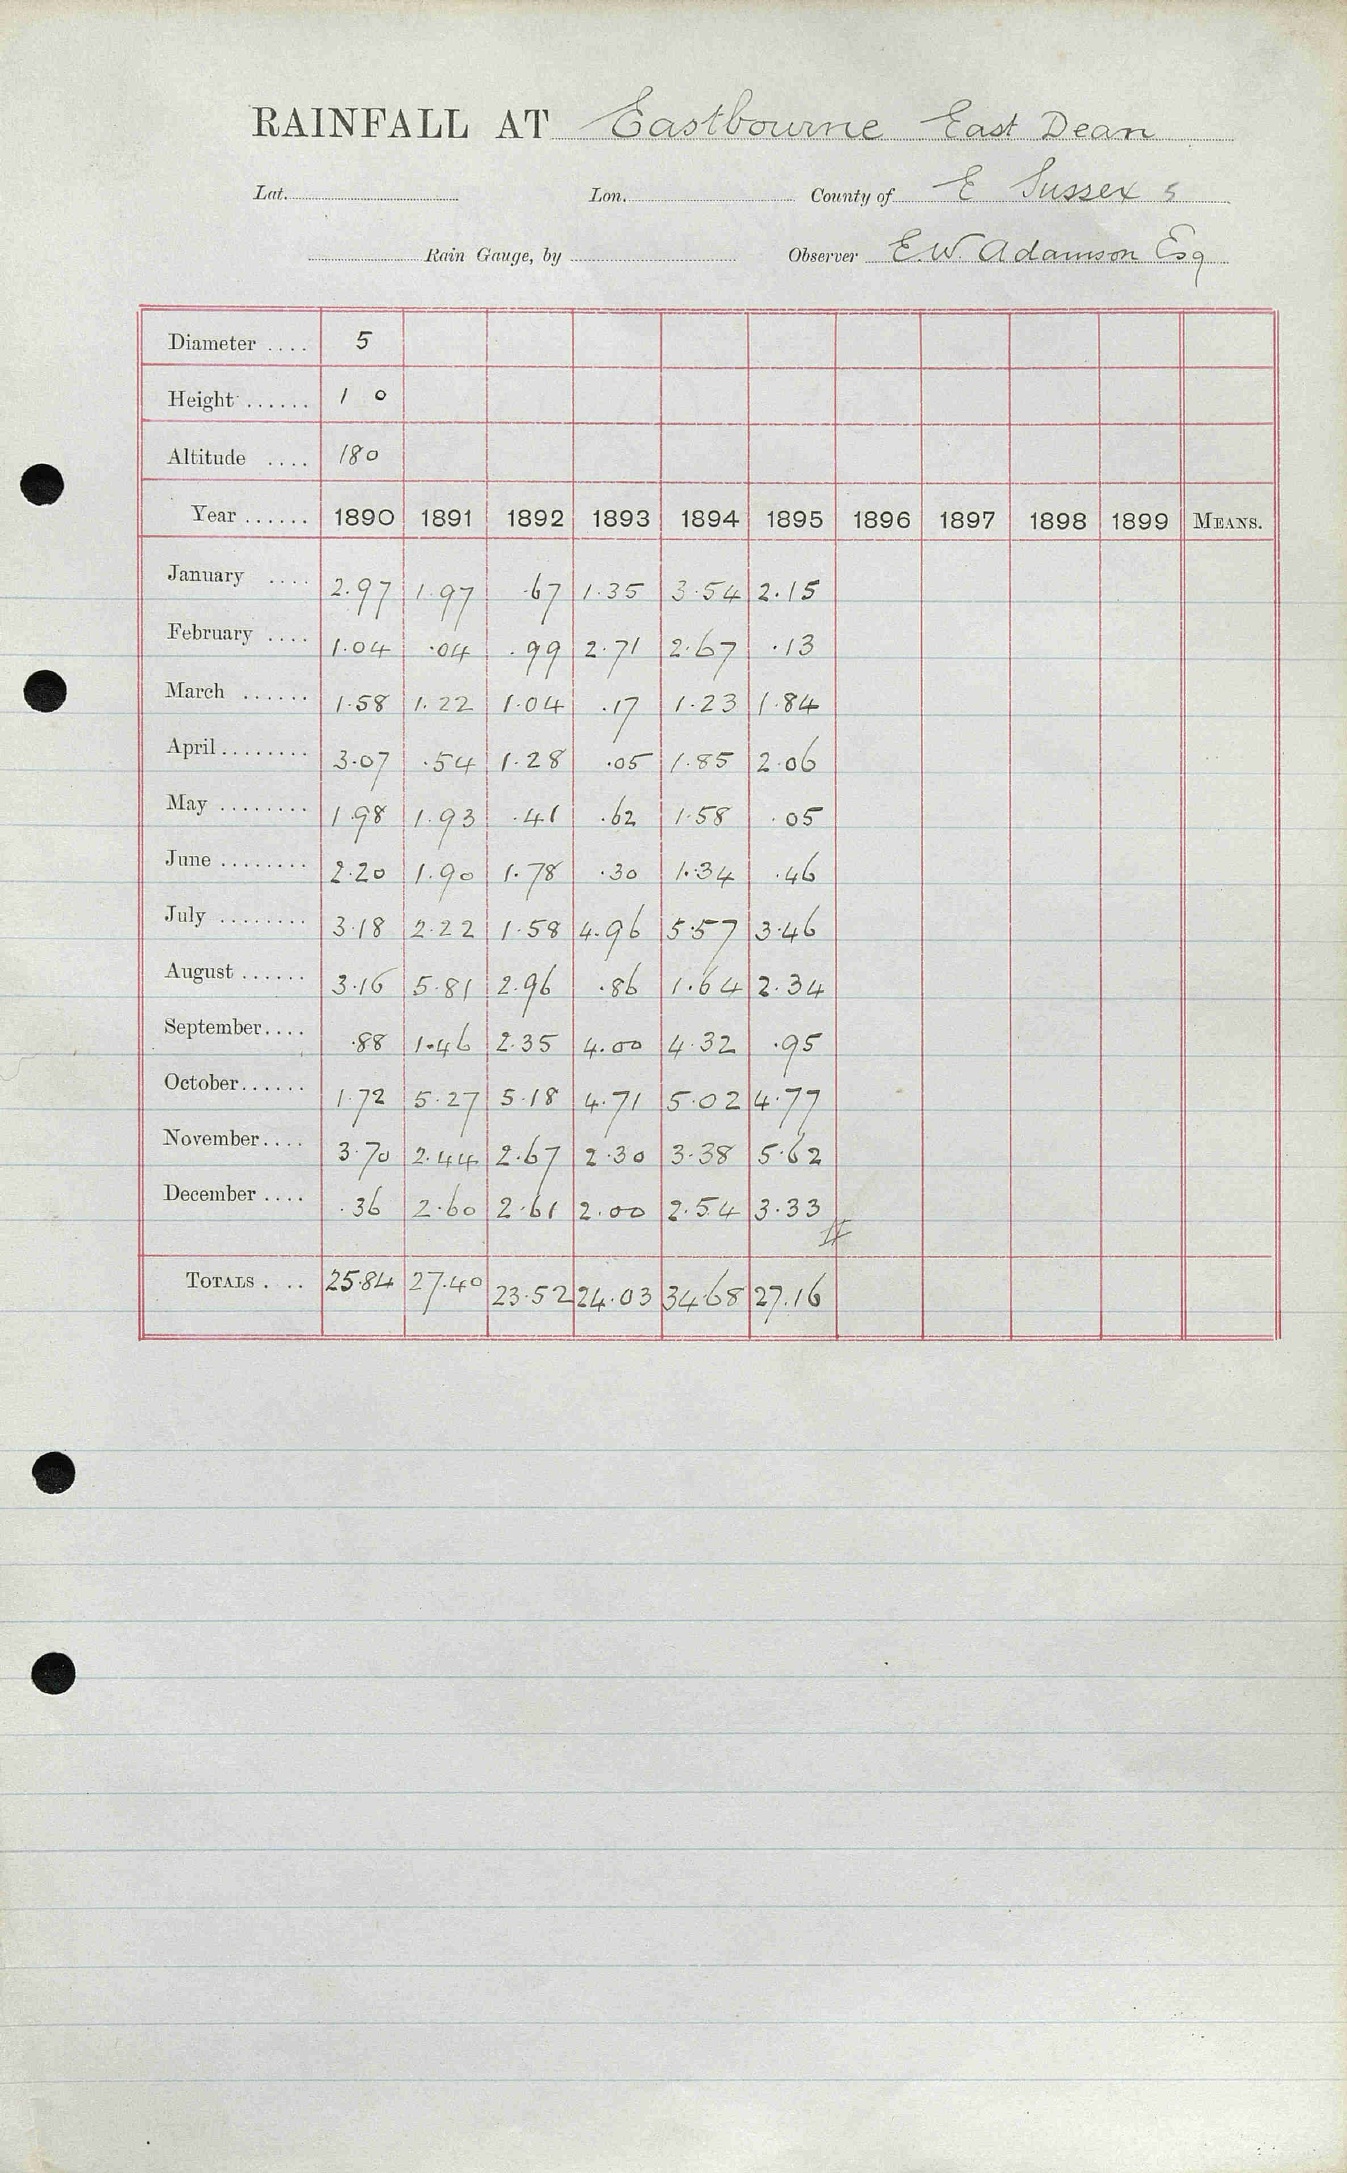 RAINFALL AT Eastbourne East Dean
Lat. Lon. County of E Sussex s
Rain Gauge, by Observer E.W. Adamson Esq
Diameter .... 5
Height ...... 1 0
Altitude .... 180
Year ...... 1890 1891 1892 1893 1894 1895 1896 1897 1898 1899 MEANS.
January .... 2.97 1.97 .67 1.35 3.54 2.15
February .... 1.04 .04 .99 2.71 2.67 .13
March ...... 1.58 1.22 1.04 .17 1.23 1.84
April ........ 3.07 .54 1.28 .05 1.85 2.06
May ........ 1.98 1.93 .41 .62 1.58 .05
June ........ 2.20 1.90 1.78 .30 1.34 .46
July ........ 3.18 2.22 1.58 4.96 5.57 3.46
August ...... 3.16 5.81 2.96 .86 1.64 2.34
September .... .88 1.46 2.35 4.00 4.32 .95
October ...... 1.72 5.27 5.18 4.71 5.02 4.77
November .... 3.70 2.44 2.67 2.30 3.38 5.62
December .... .36 2.60 2.61 2.00 2.54 3.33
TOTALS .... 25.84 27.40 23.52 24.03 34.68 27.16